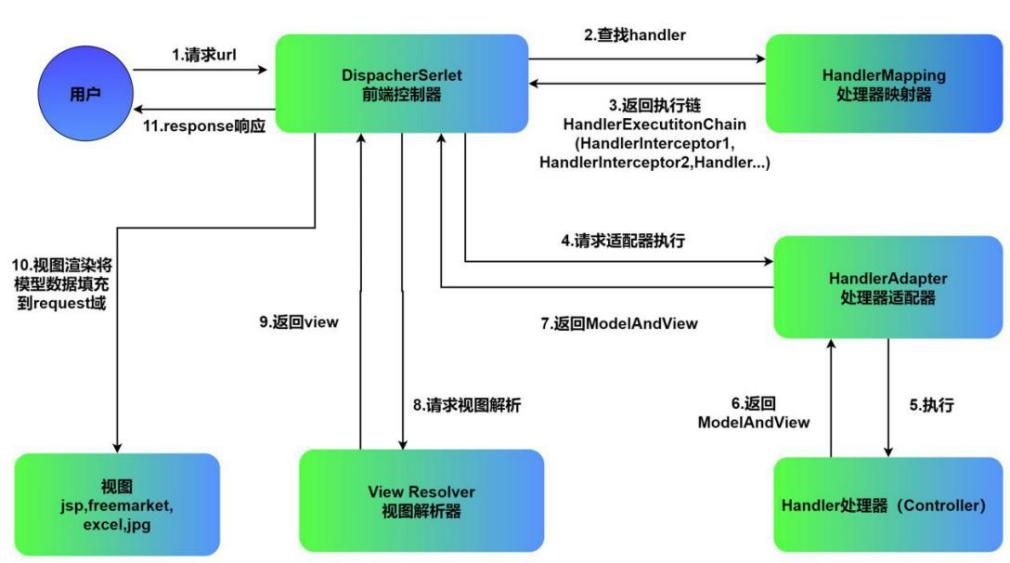 1.请求url
2.查找handler
用户
DispacherSerlet
前端控制器
HandlerMapping
处理器映射器
11.response响应
3.返回执行链
HandlerExecutitonChain
(HandlerInterceptor1,
HandlerInterceptor2,Handler...)
4.请求适配器执行
10.视图渲染将
模型数据填充
到request域
HandlerAdapter
处理器适配器
9.返回view
7.返回ModelAndView
8.请求视图解析
6.返回
ModelAndView
5.执行
视图
jsp,freemarket,
excel,jpg
View Resolver
视图解析器
Handler处理器（Controller）